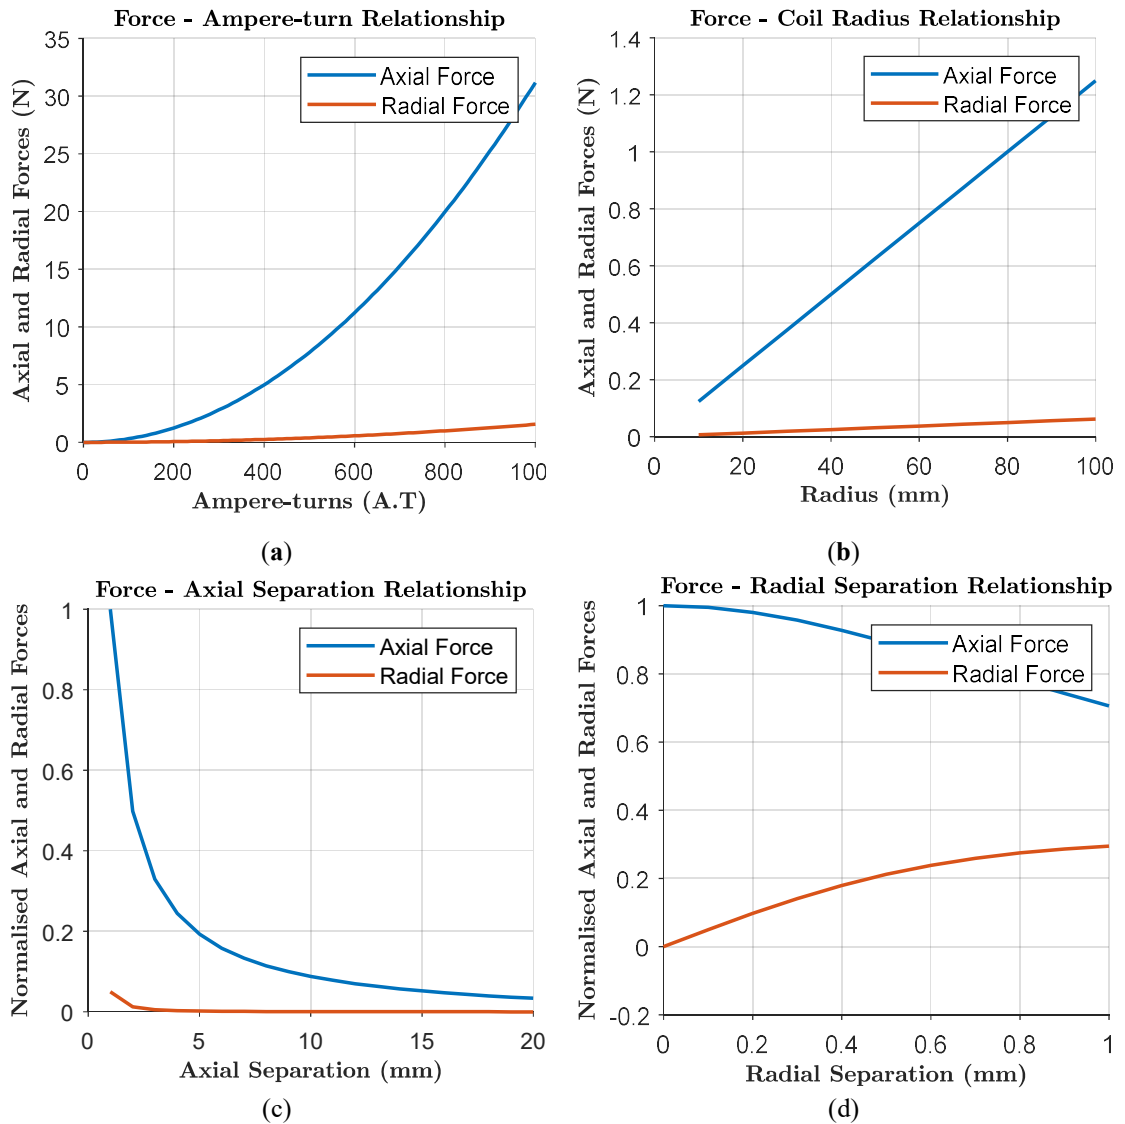 Force - Ampere-turn Relationship
Axial and Radial Forces (N)
35
30
25
20
15
10
5
0
Axial Force
Radial Force
0 200 400 600 800 100
Ampere-turns (A.T)
(a)
Force - Coil Radius Relationship
Axial and Radial Forces (N)
1.4
1.2
1
0.8
0.6
0.4
0.2
0
Axial Force
Radial Force
0 20 40 60 80 100
Radius (mm)
(b)
Force - Axial Separation Relationship
Normalised Axial and Radial Forces
1
0.8
0.6
0.4
0.2
0
Axial Force
Radial Force
0 5 10 15 20
Axial Separation (mm)
(c)
Force - Radial Separation Relationship
Normalised Axial and Radial Forces
1
0.8
0.6
0.4
0.2
0
-0.2
Axial Force
Radial Force
0 0.2 0.4 0.6 0.8 1
Radial Separation (mm)
(d)